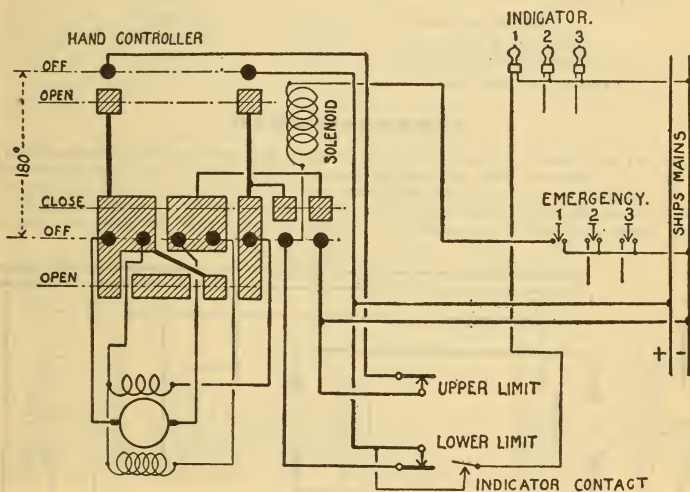 HAND CONTROLLER
OFF
OPEN
180°
CLOSE
OFF
OPEN
SOLENOID
INDICATOR.
1 2 3
EMERGENCY.
1 2 3
SHIPS MAINS
+ -
UPPER LIMIT
LOWER LIMIT
INDICATOR CONTACT